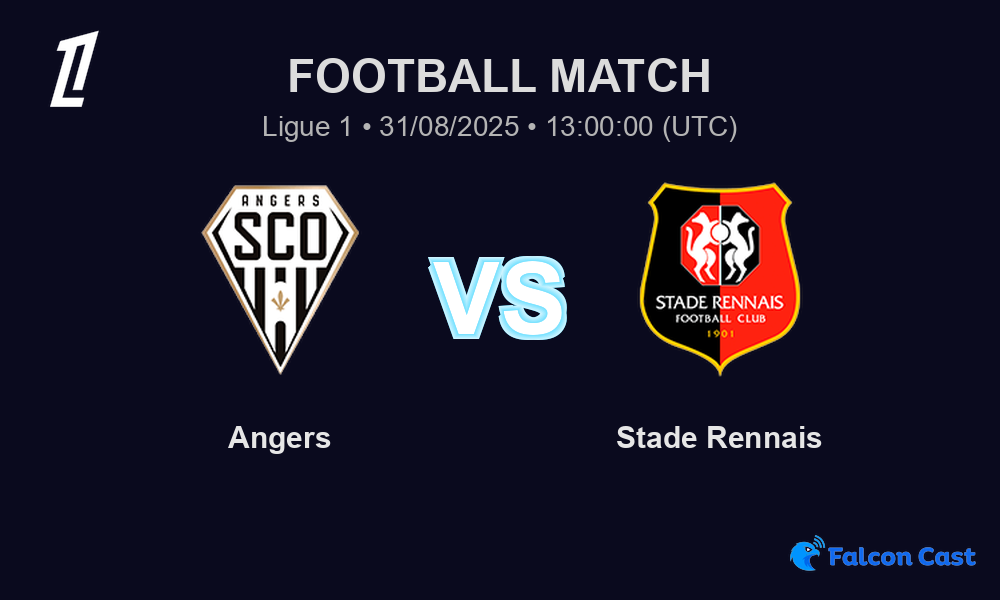 FOOTBALL MATCH
Ligue 1 • 31/08/2025 • 13:00:00 (UTC)
ANGERS
SCO
VS
STADE RENNAIS
FOOTBALL CLUB
1901
Angers
Stade Rennais
Falcon Cast